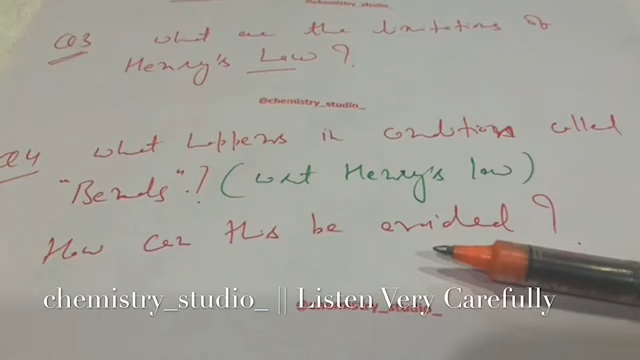 @chemistry_studio_
Q3 What are the limitations of
Henry's Law ?
@chemistry_studio_
Q4 What happens in conditions called
"Bends" ? (wrt Henry's law)
How can this be avoided ?
chemistry_studio_ || Listen Very Carefully
@chemistry_studio_